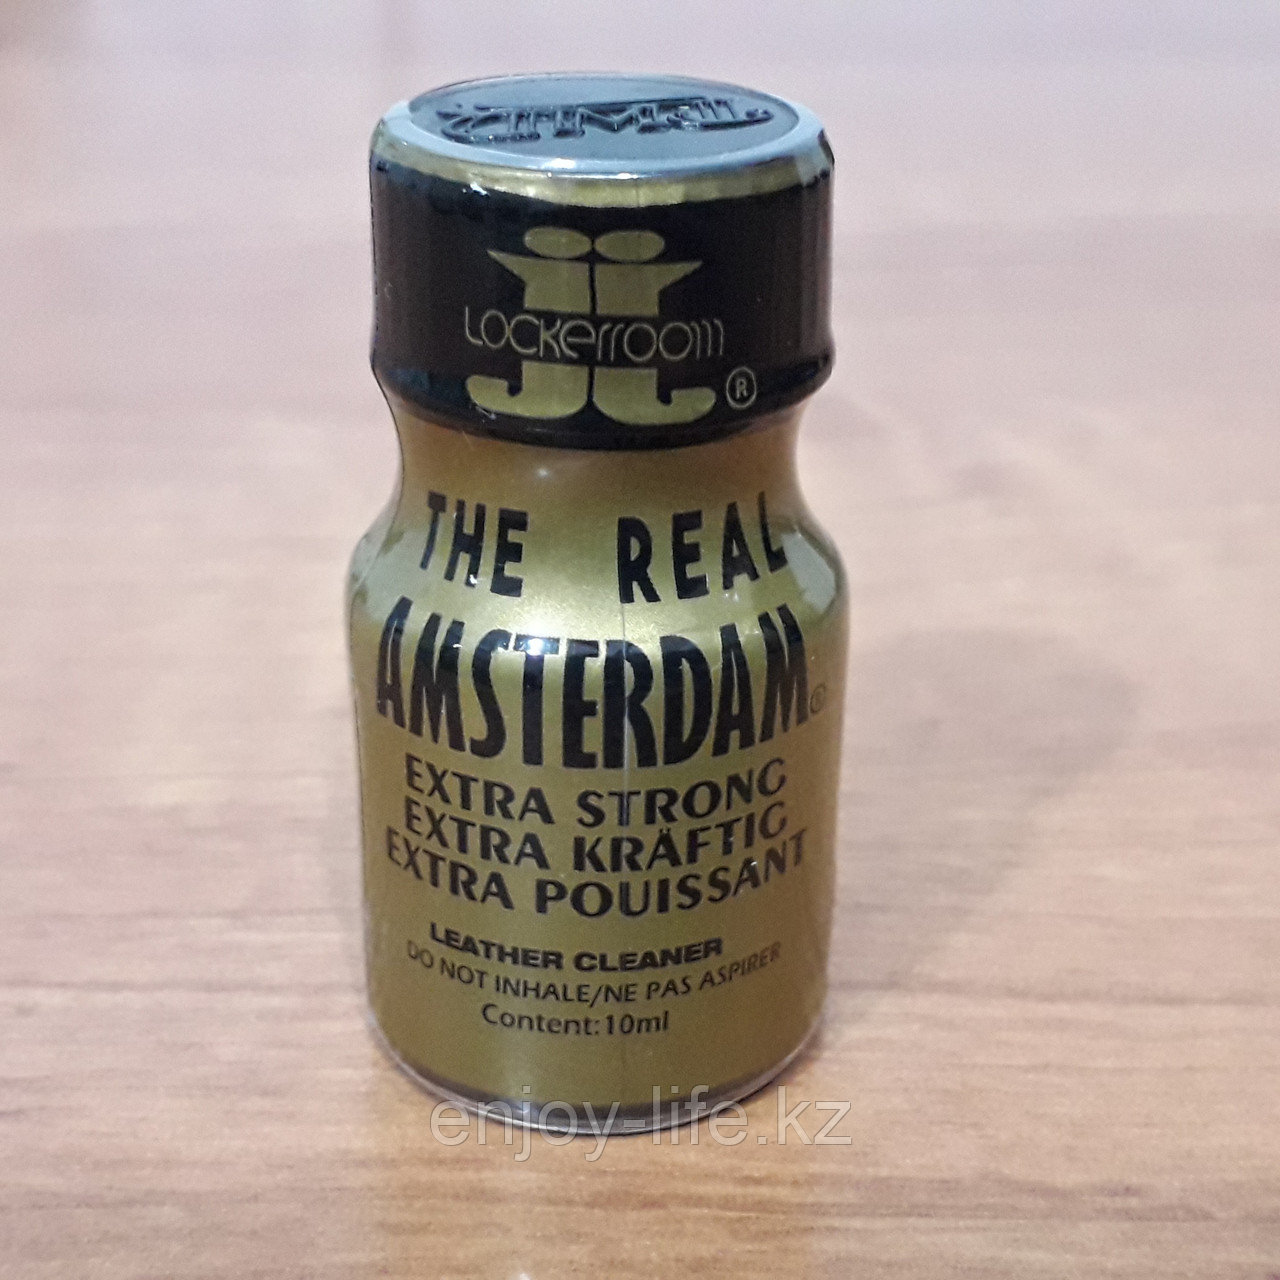 LOCKerroom
®
THE REAL
AMSTERDAM®
EXTRA STRONG
EXTRA KRÄFTIG
EXTRA POUISSANT
LEATHER CLEANER
DO NOT INHALE/NE PAS ASPIRER
Content:10ml
enjoy-life.kz